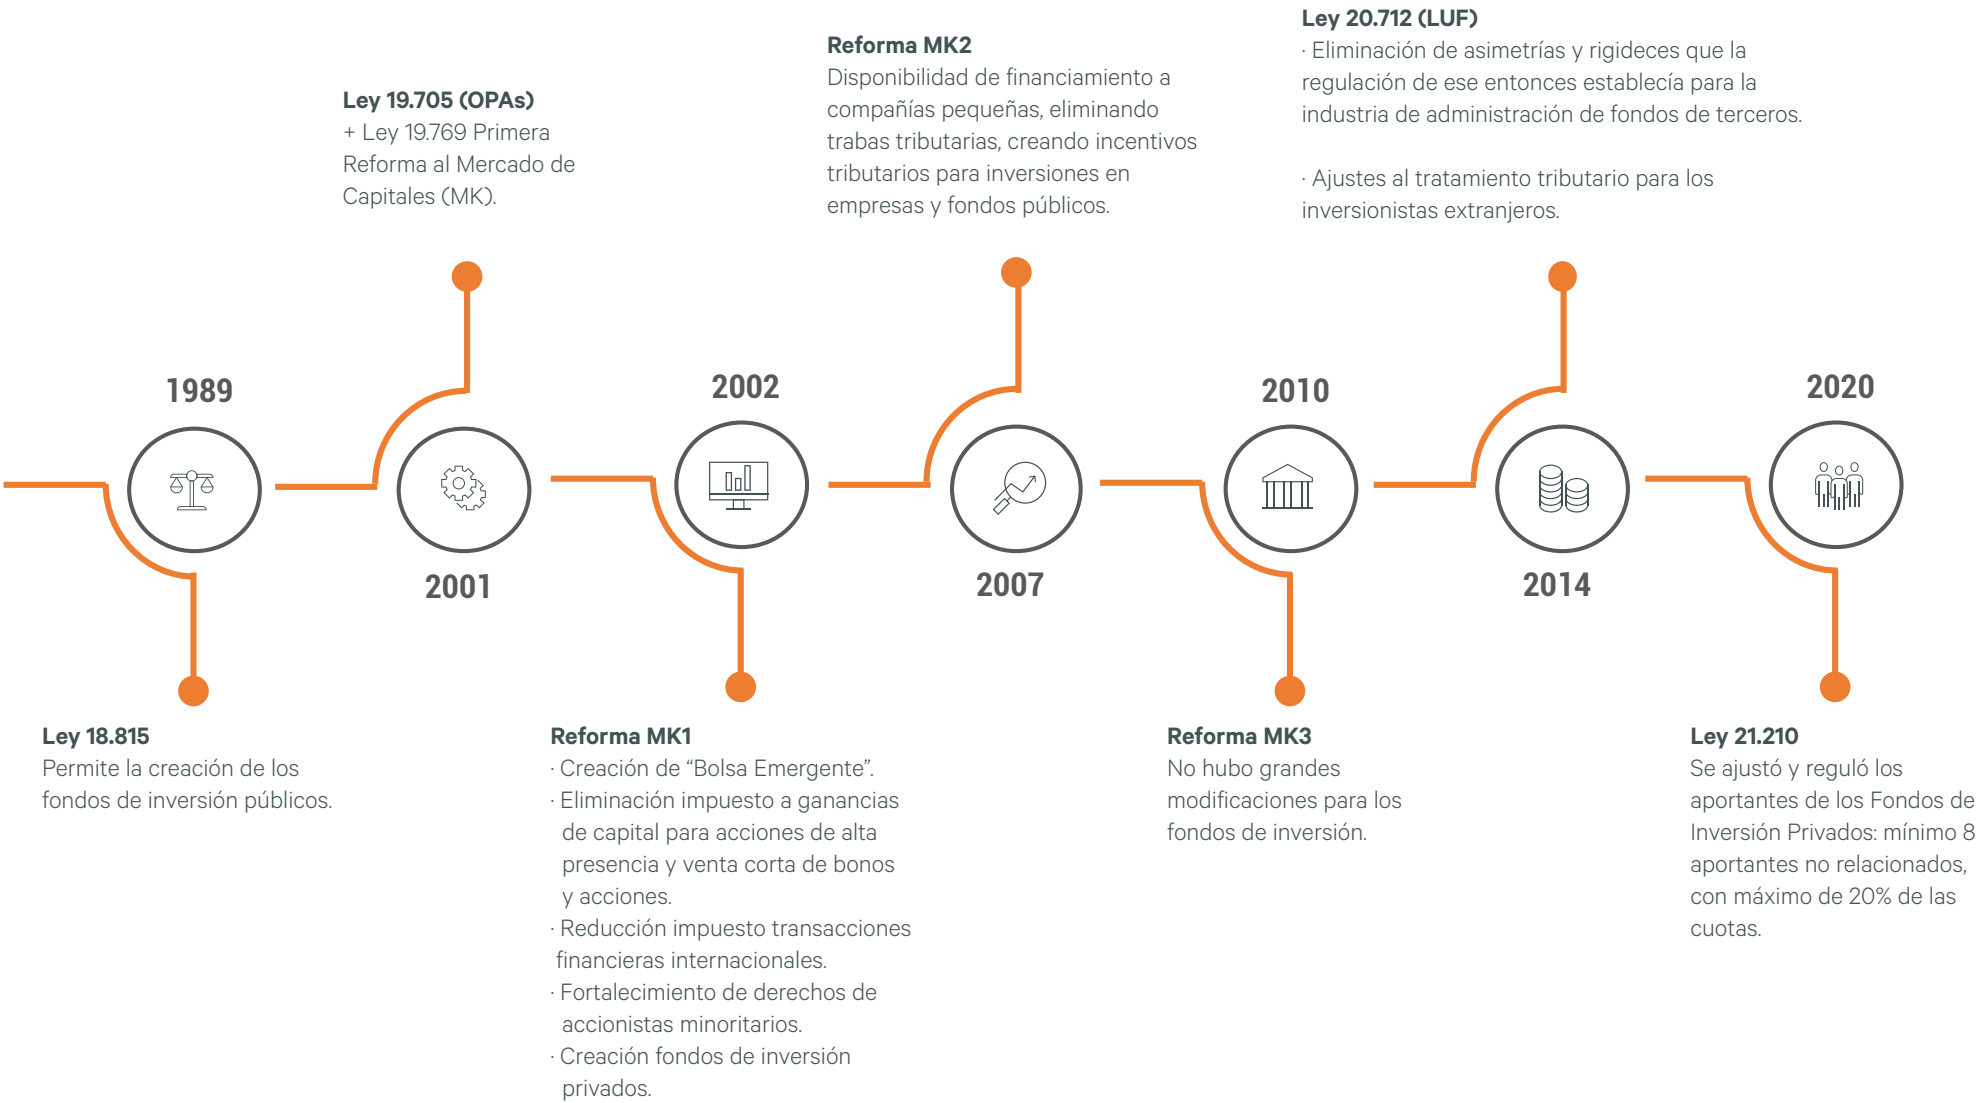 1989
Ley 18.815
Permite la creación de los
fondos de inversión públicos.
Ley 19.705 (OPAs)
+ Ley 19.769 Primera
Reforma al Mercado de
Capitales (MK).
2001
2002
Reforma MK1
· Creación de “Bolsa Emergente”.
· Eliminación impuesto a ganancias
de capital para acciones de alta
presencia y venta corta de bonos
y acciones.
· Reducción impuesto transacciones
financieras internacionales.
· Fortalecimiento de derechos de
accionistas minoritarios.
· Creación fondos de inversión
privados.
Reforma MK2
Disponibilidad de financiamiento a
compañías pequeñas, eliminando
trabas tributarias, creando incentivos
tributarios para inversiones en
empresas y fondos públicos.
2007
2010
Reforma MK3
No hubo grandes
modificaciones para los
fondos de inversión.
Ley 20.712 (LUF)
· Eliminación de asimetrías y rigideces que la
regulación de ese entonces establecía para la
industria de administración de fondos de terceros.
· Ajustes al tratamiento tributario para los
inversionistas extranjeros.
2014
2020
Ley 21.210
Se ajustó y reguló los
aportantes de los Fondos de
Inversión Privados: mínimo 8
aportantes no relacionados,
con máximo de 20% de las
cuotas.